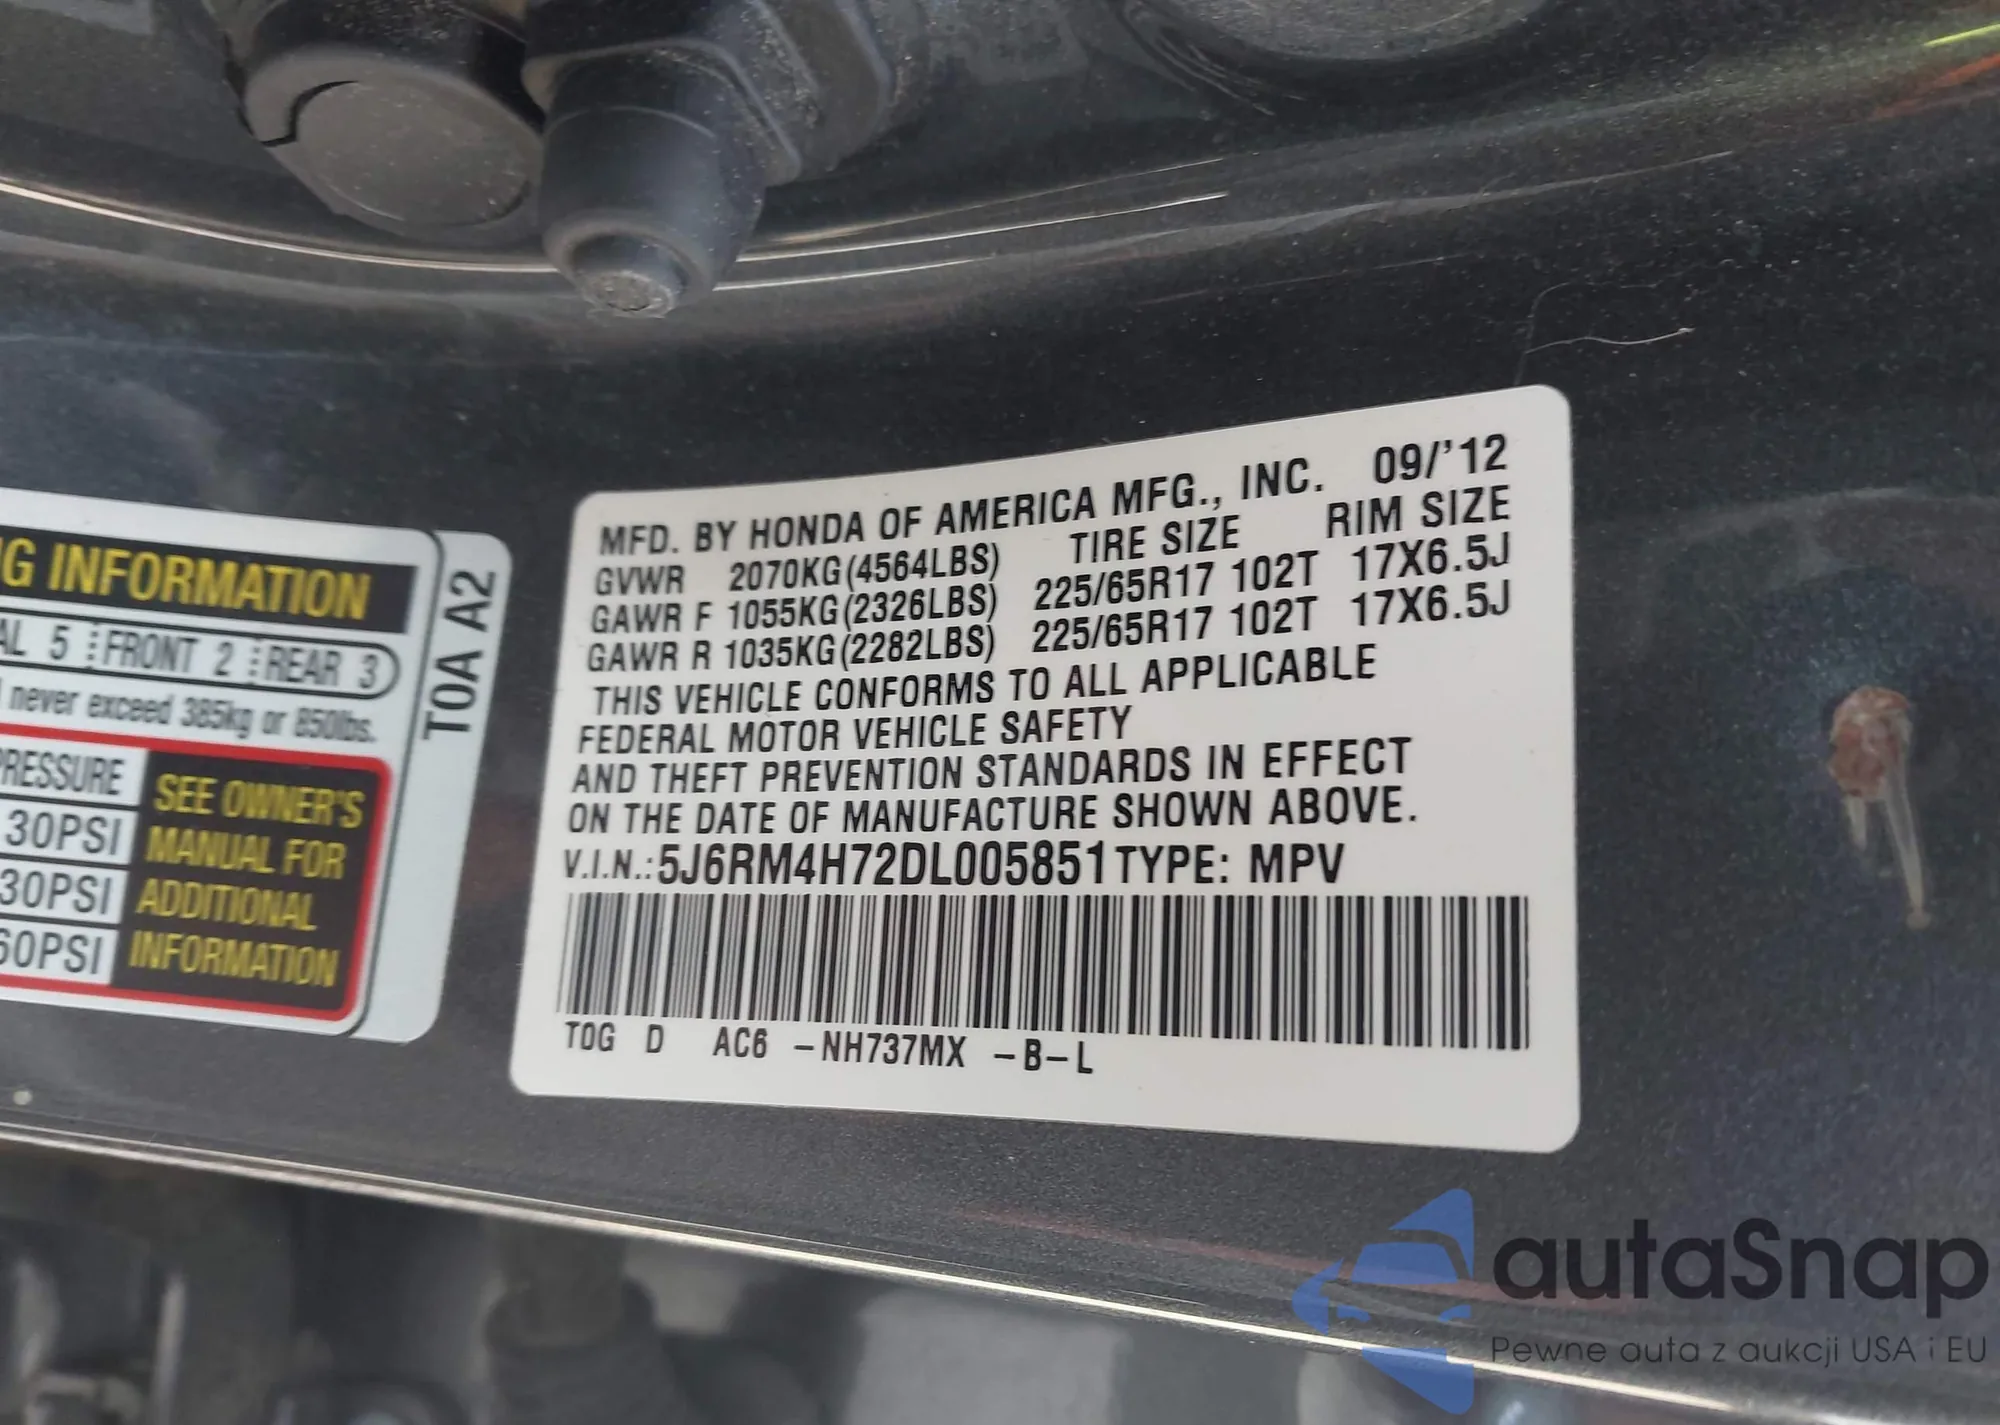 G INFORMATION
AL 5 FRONT 2 REAR 3
never exceed 385kg or 850lbs.
PRESSURE
30PSI
30PSI
60PSI
SEE OWNER'S
MANUAL FOR
ADDITIONAL
INFORMATION
T0A A2
MFD. BY HONDA OF AMERICA MFG., INC. 09/'12
GVWR 2070KG(4564LBS) TIRE SIZE RIM SIZE
GAWR F 1055KG(2326LBS) 225/65R17 102T 17X6.5J
GAWR R 1035KG(2282LBS) 225/65R17 102T 17X6.5J
THIS VEHICLE CONFORMS TO ALL APPLICABLE
FEDERAL MOTOR VEHICLE SAFETY
AND THEFT PREVENTION STANDARDS IN EFFECT
ON THE DATE OF MANUFACTURE SHOWN ABOVE.
V.I.N.:5J6RM4H72DL005851 TYPE: MPV
T0G D AC6 -NH737MX -B-L
autaSnap
Pewne auta z aukcji USA i EU